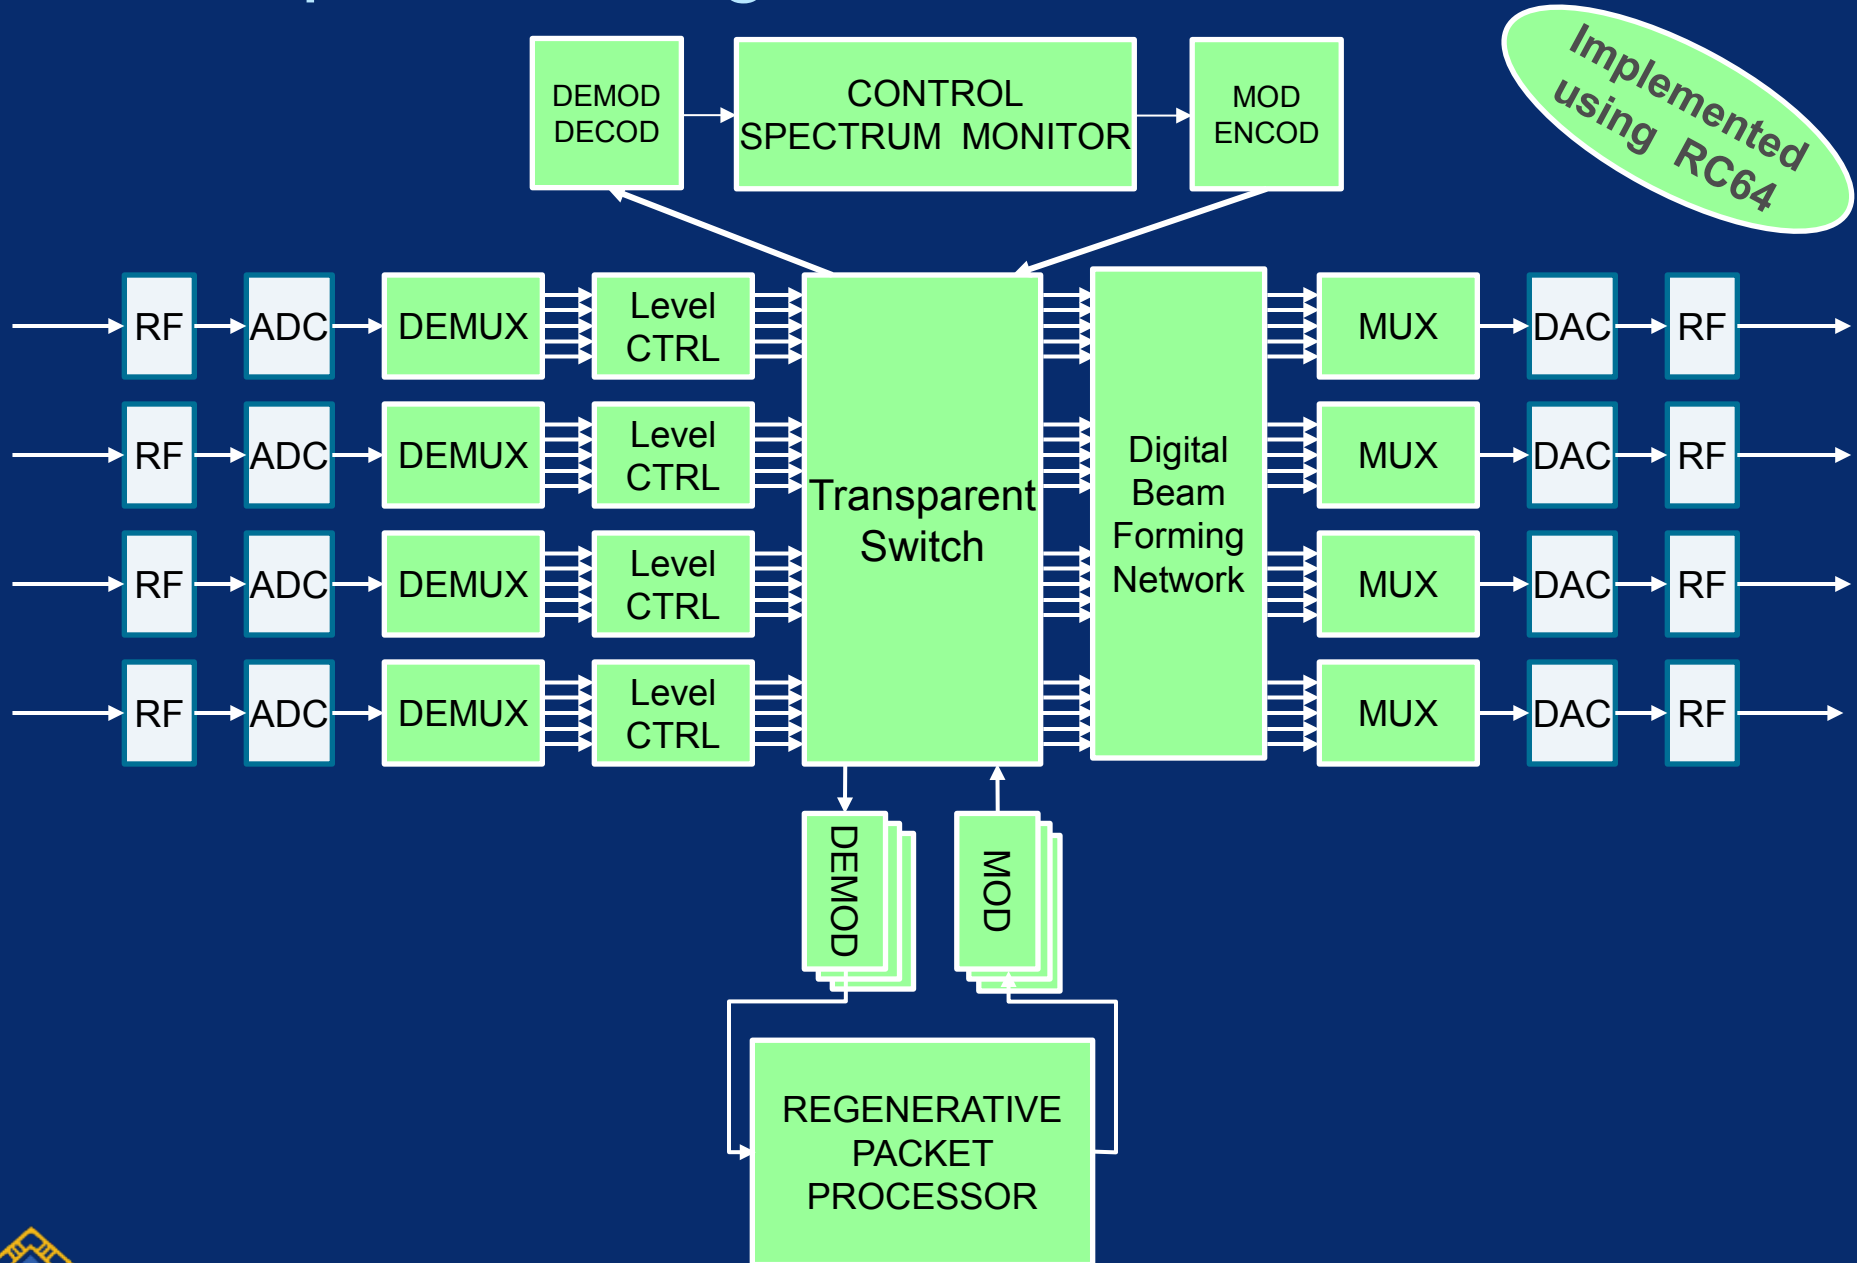 Implemented
using RC64
DEMOD
DECOD
CONTROL
SPECTRUM MONITOR
MOD
ENCOD
RF
ADC
DEMUX
Level
CTRL
MUX
DAC
RF
RF
ADC
DEMUX
Level
CTRL
MUX
DAC
RF
Transparent
Switch
Digital
Beam
Forming
Network
RF
ADC
DEMUX
Level
CTRL
MUX
DAC
RF
RF
ADC
DEMUX
Level
CTRL
MUX
DAC
RF
DEMOD
MOD
REGENERATIVE
PACKET
PROCESSOR